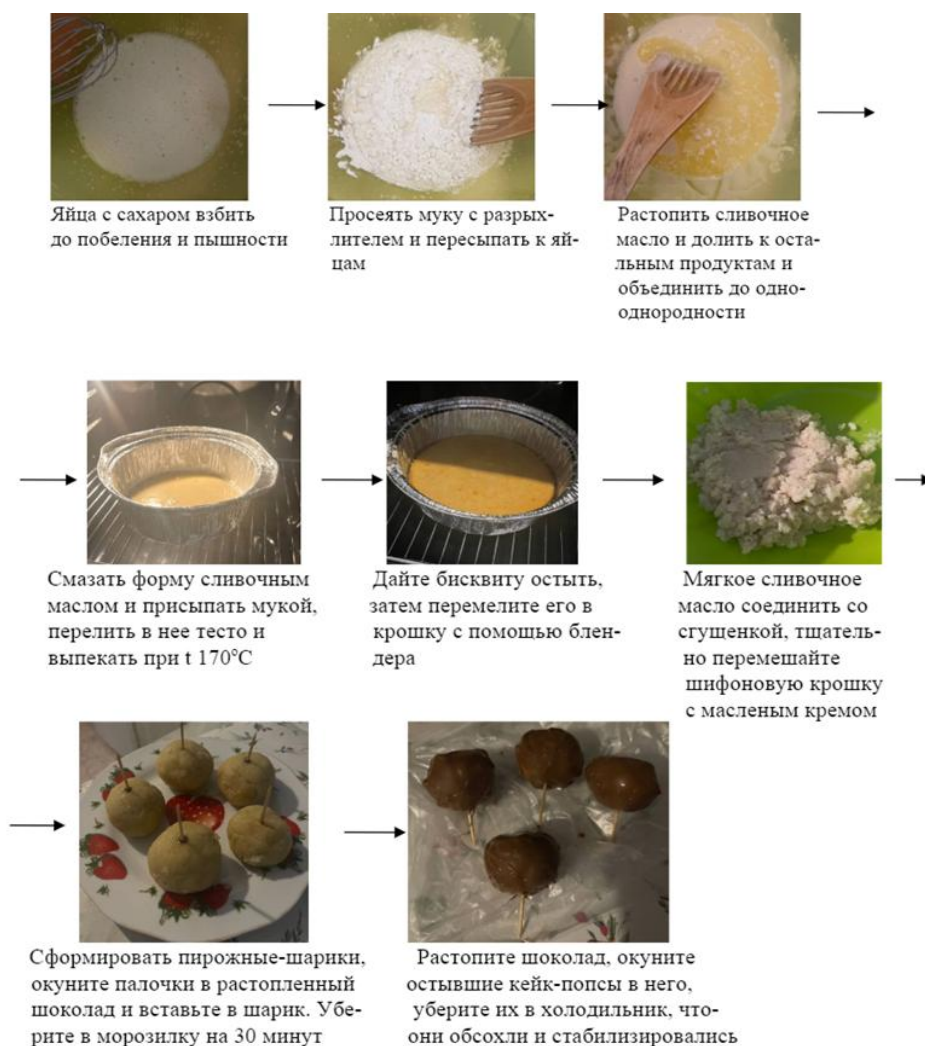 Яйца с сахаром взбить
до побеления и пышности
Просеять муку с разрых-
лителем и пересыпать к яй-
цам
Растопить сливочное
масло и долить к оста-
льным продуктам и
объединить до одно-
однородности
Смазать форму сливочным
маслом и присыпать мукой,
перелить в нее тесто и
выпекать при t 170°C
Дайте бисквиту остыть,
затем перемелите его в
крошку с помощью блен-
дера
Мягкое сливочное
масло соединить со
сгущенкой, тщатель-
но перемешайте
шифоновую крошку
с масленым кремом
Сформировать пирожные-шарики,
окуните палочки в растопленный
шоколад и вставьте в шарик. Убе-
рите в морозилку на 30 минут
Растопите шоколад, окуните
остывшие кейк-попсы в него,
уберите их в холодильник, что-
они обсохли и стабилизировались